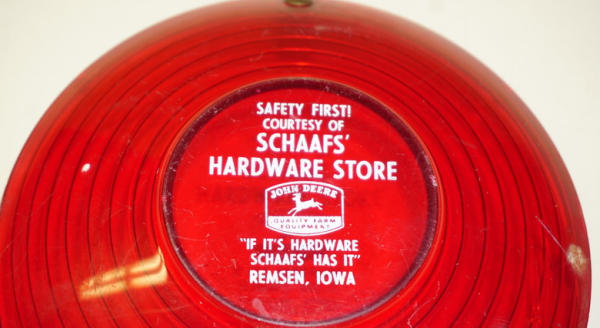 SAFETY FIRST!
COURTESY OF
SCHAAFS'
HARDWARE STORE
JOHN DEERE
QUALITY FARM
EQUIPMENT
"IF IT'S HARDWARE
SCHAAFS' HAS IT"
REMSEN, IOWA